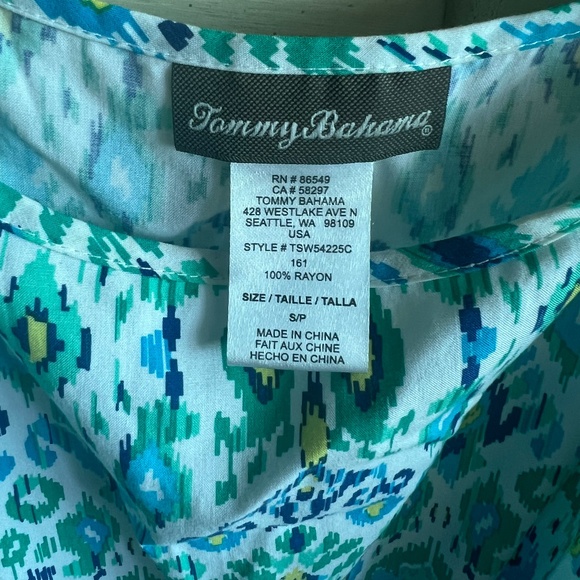 Tommy Bahama®
RN # 86549
CA # 58297
TOMMY BAHAMA
428 WESTLAKE AVE N
SEATTLE, WA 98109
USA
STYLE # TSW54225C
161
100% RAYON
SIZE / TAILLE / TALLA
S/P
MADE IN CHINA
FAIT AUX CHINE
HECHO EN CHINA